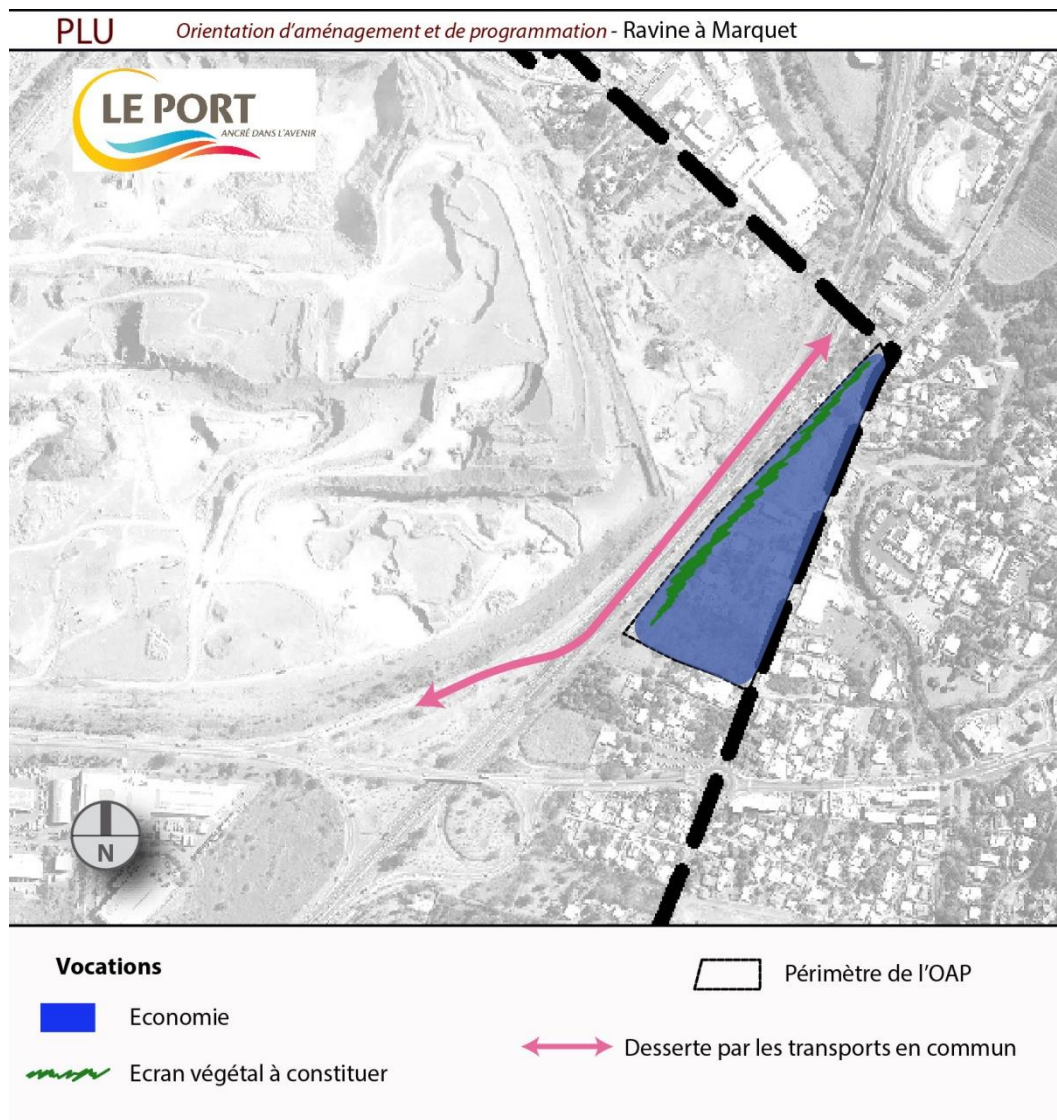 PLU Orientation d'aménagement et de programmation - Ravine à Marquet
LE PORT
ANCRÉ DANS L'AVENIR
N
Vocations
Economie
Ecran végétal à constituer
Périmètre de l'OAP
Desserte par les transports en commun